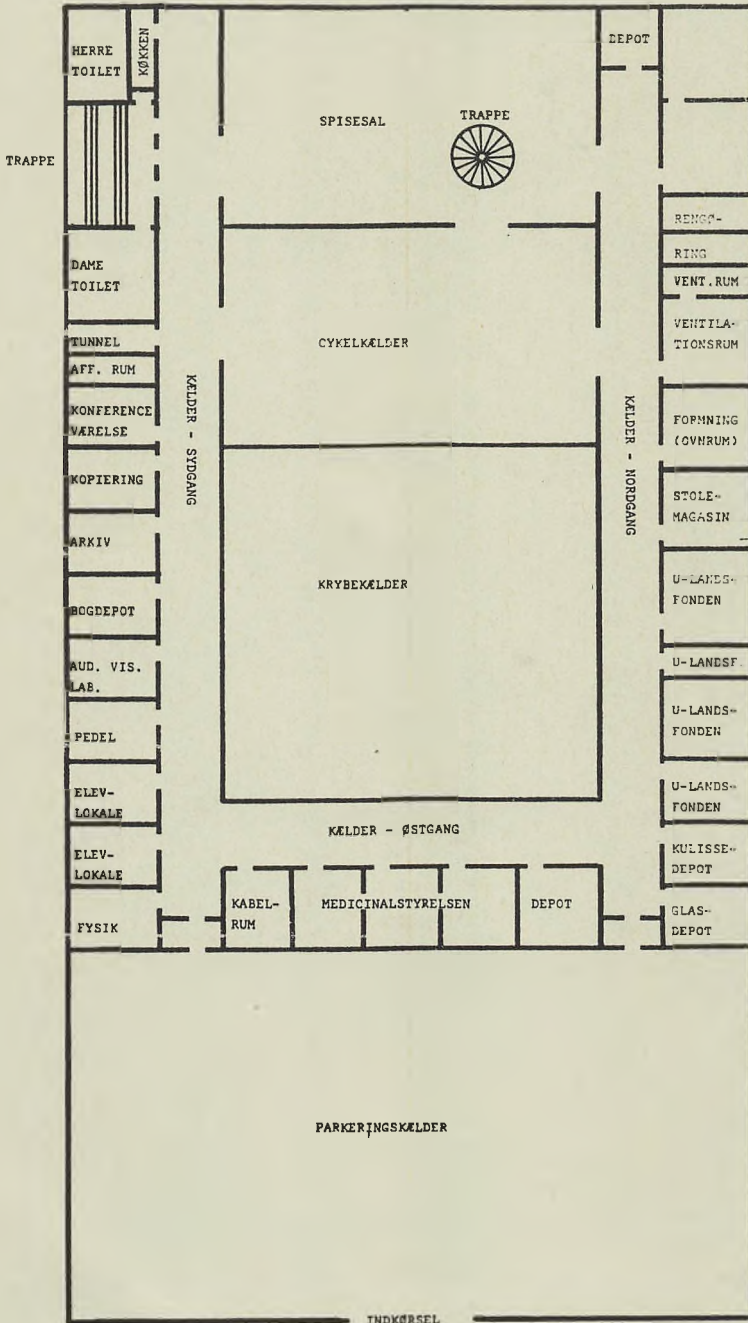 HERRE
TOILET
KØKKEN
DEPOT
SPISESAL
TRAPPE
TRAPPE
RENGØ-
RING
VENT.RUM
DAME
TOILET
VENTILA-
TIONSRUM
TUNNEL
CYKELKÆLDER
AFF. RUM
KONFERENCE
VÆRELSE
KÆLDER - SYDGANG
KÆLDER - NORDGANG
FORMNING
(OVNRUM)
KOPIERING
STOLE-
MAGASIN
ARKIV
KRYBEKÆLDER
U-LANDS-
FONDEN
BOGDEPOT
AUD. VIS.
LAB.
U-LANDSF.
U-LANDS-
FONDEN
PEDEL
ELEV-
LOKALE
U-LANDS-
FONDEN
KÆLDER - ØSTGANG
ELEV-
LOKALE
KULISSE-
DEPOT
KABEL-
RUM
MEDICINALSTYRELSEN
DEPOT
GLAS-
DEPOT
FYSIK
PARKERINGSKÆLDER
INDKØRSEL